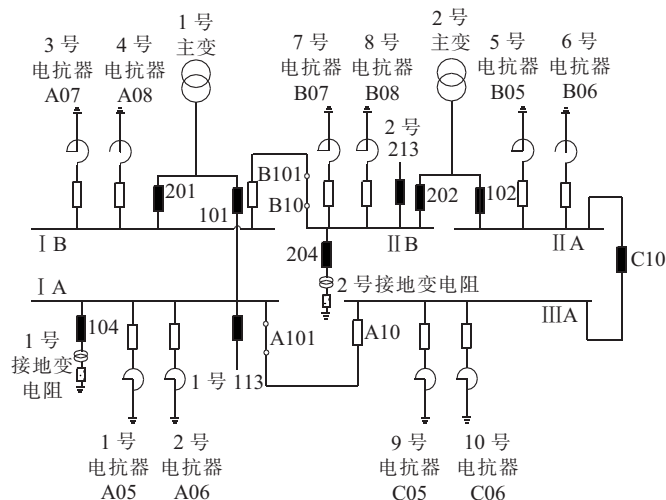 1 号
主变
2 号
主变
3 号
电抗器
A07
4 号
电抗器
A08
7 号
电抗器
B07
8 号
电抗器
B08
5 号
电抗器
B05
6 号
电抗器
B06
2 号
213
201
101
B101
B10
202
102
Ⅰ B
Ⅱ B
Ⅱ A
204
C10
2 号接地变电阻
Ⅰ A
ⅢA
104
1 号
接地变
电阻
A101
A10
1 号 113
1 号
电抗器
A05
2 号
电抗器
A06
9 号
电抗器
C05
10 号
电抗器
C06